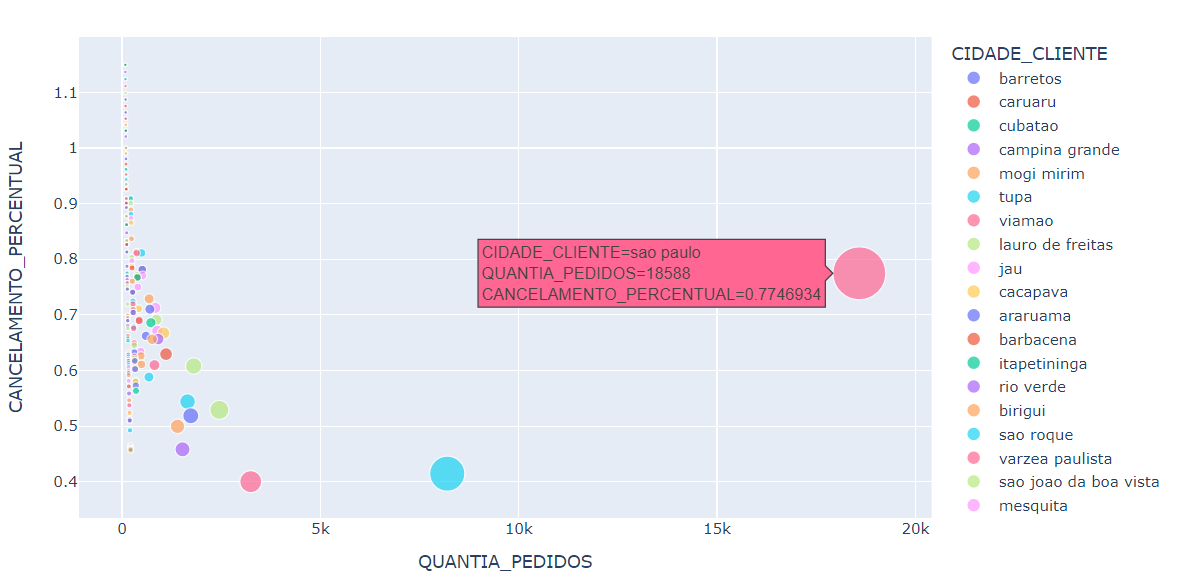 CIDADE_CLIENTE
barretos
caruaru
cubatao
campina grande
mogi mirim
tupa
viamao
lauro de freitas
jau
cacapava
araruama
barbacena
itapetininga
rio verde
birigui
sao roque
varzea paulista
sao joao da boa vista
mesquita
CANCELAMENTO_PERCENTUAL
1.1
1
0.9
0.8
0.7
0.6
0.5
0.4
CIDADE_CLIENTE=sao paulo
QUANTIA_PEDIDOS=18588
CANCELAMENTO_PERCENTUAL=0.7746934
0
5k
10k
15k
20k
QUANTIA_PEDIDOS